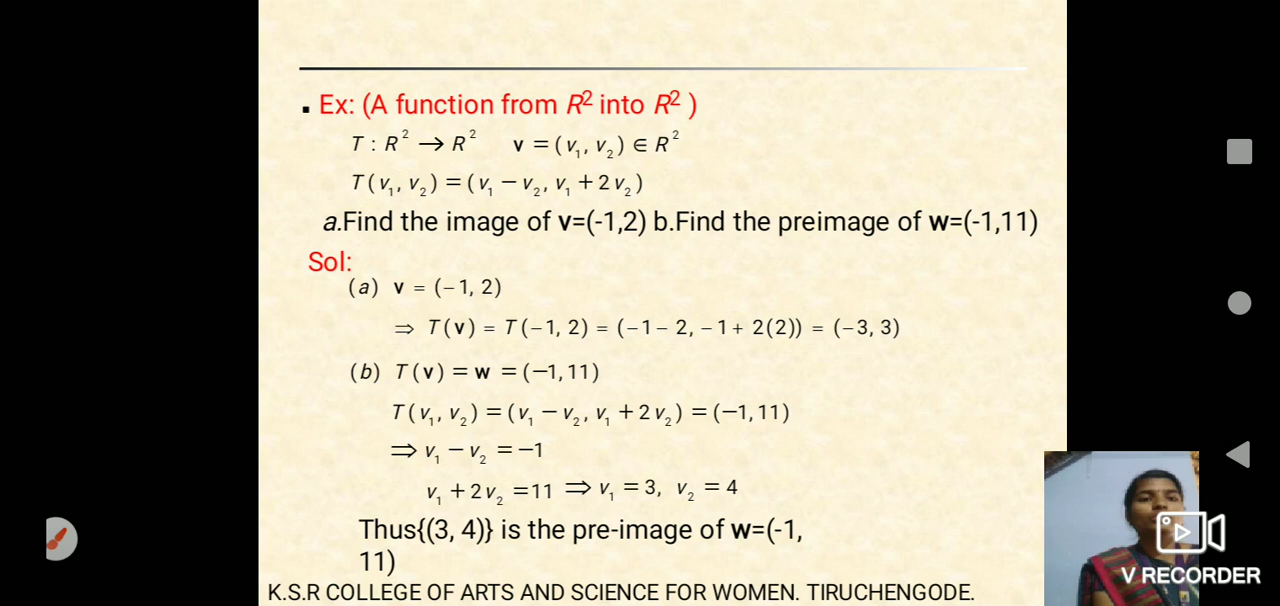 ▪ Ex: (A function from R² into R² )
T : R² → R² v = (v₁, v₂) ∈ R²
T(v₁, v₂) = (v₁ − v₂, v₁ + 2v₂)
a.Find the image of v=(-1,2) b.Find the preimage of w=(-1,11)
Sol:
(a) v = (−1, 2)
⇒ T(v) = T(−1, 2) = (−1− 2, −1+ 2(2)) = (−3, 3)
(b) T(v) = w = (−1,11)
T(v₁, v₂) = (v₁ − v₂, v₁ + 2v₂) = (−1,11)
⇒ v₁ − v₂ = −1
v₁ + 2v₂ =11 ⇒ v₁ = 3, v₂ = 4
Thus{(3, 4)} is the pre-image of w=(-1,
11)
K.S.R COLLEGE OF ARTS AND SCIENCE FOR WOMEN. TIRUCHENGODE.
V RECORDER